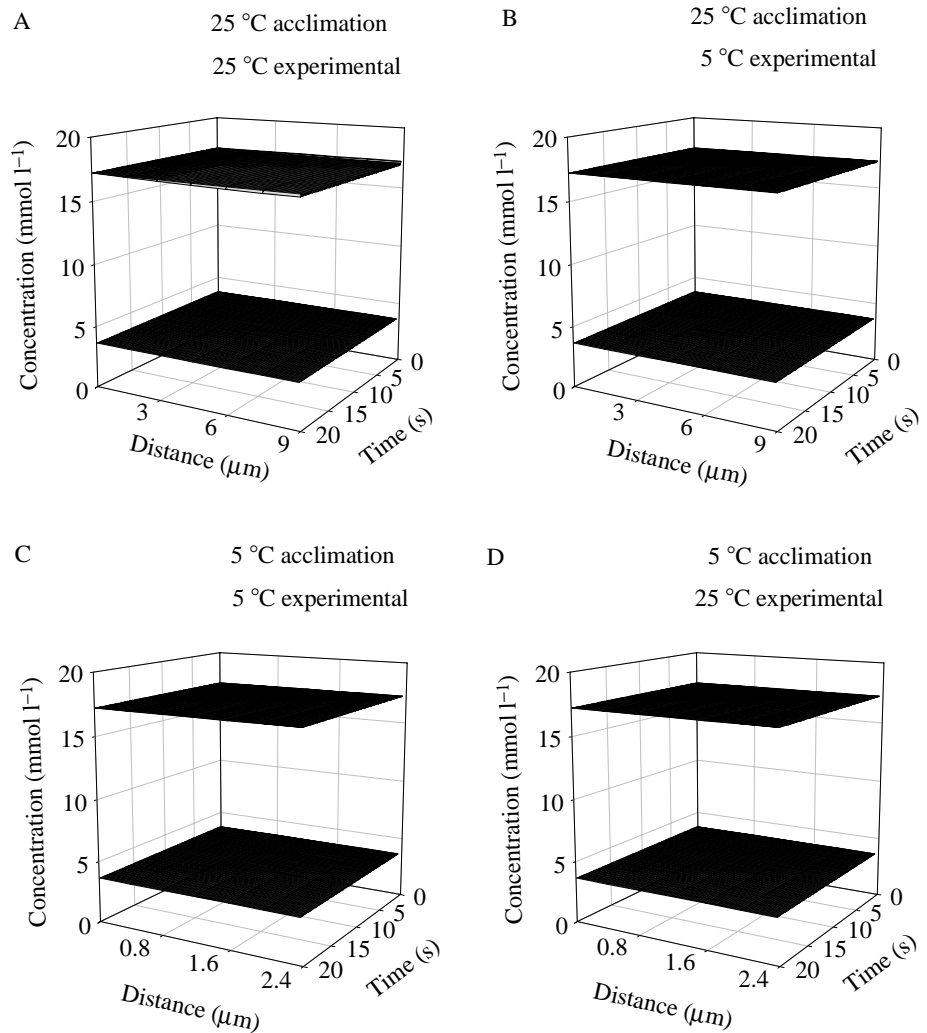 A
25 °C acclimation
25 °C experimental
20
15
10
5
0
Concentration (mmol l⁻¹)
3
6
9
Distance (μm)
0
5
10
15
20
Time (s)
B
25 °C acclimation
5 °C experimental
20
15
10
5
0
Concentration (mmol l⁻¹)
3
6
9
Distance (μm)
0
5
10
15
20
Time (s)
C
5 °C acclimation
5 °C experimental
20
15
10
5
0
Concentration (mmol l⁻¹)
0.8
1.6
2.4
Distance (μm)
0
5
10
15
20
Time (s)
D
5 °C acclimation
25 °C experimental
20
15
10
5
0
Concentration (mmol l⁻¹)
0.8
1.6
2.4
Distance (μm)
0
5
10
15
20
Time (s)